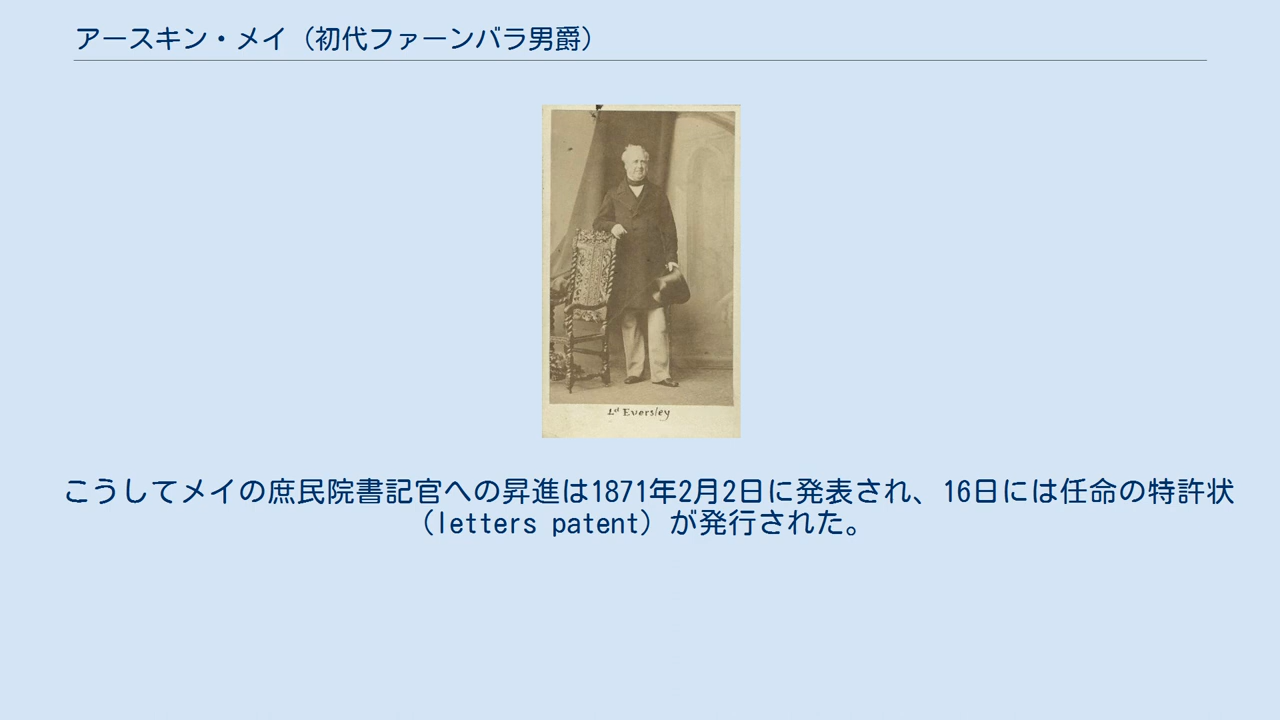 アースキン・メイ（初代ファーンバラ男爵）
Ld Eversley
こうしてメイの庶民院書記官への昇進は1871年2月2日に発表され、16日には任命の特許状
（letters patent）が発行された。